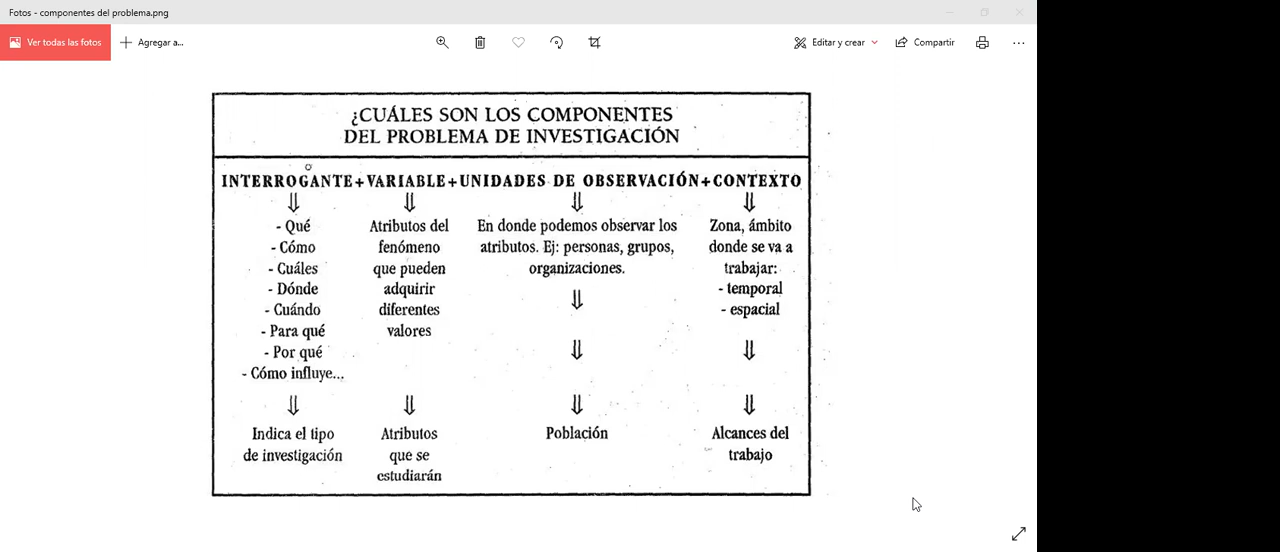 Fotos - componentes del problema.png
Ver todas las fotos
Agregar a...
Editar y crear
Compartir
¿CUÁLES SON LOS COMPONENTES
DEL PROBLEMA DE INVESTIGACIÓN
INTERROGANTE+VARIABLE+UNIDADES DE OBSERVACIÓN+CONTEXTO
- Qué
- Cómo
- Cuáles
- Dónde
- Cuándo
- Para qué
- Por qué
- Cómo influye...
Indica el tipo
de investigación
Atributos del
fenómeno
que pueden
adquirir
diferentes
valores
Atributos
que se
estudiarán
En donde podemos observar los
atributos. Ej: personas, grupos,
organizaciones.
Población
Zona, ámbito
donde se va a
trabajar:
- temporal
- espacial
Alcances del
trabajo